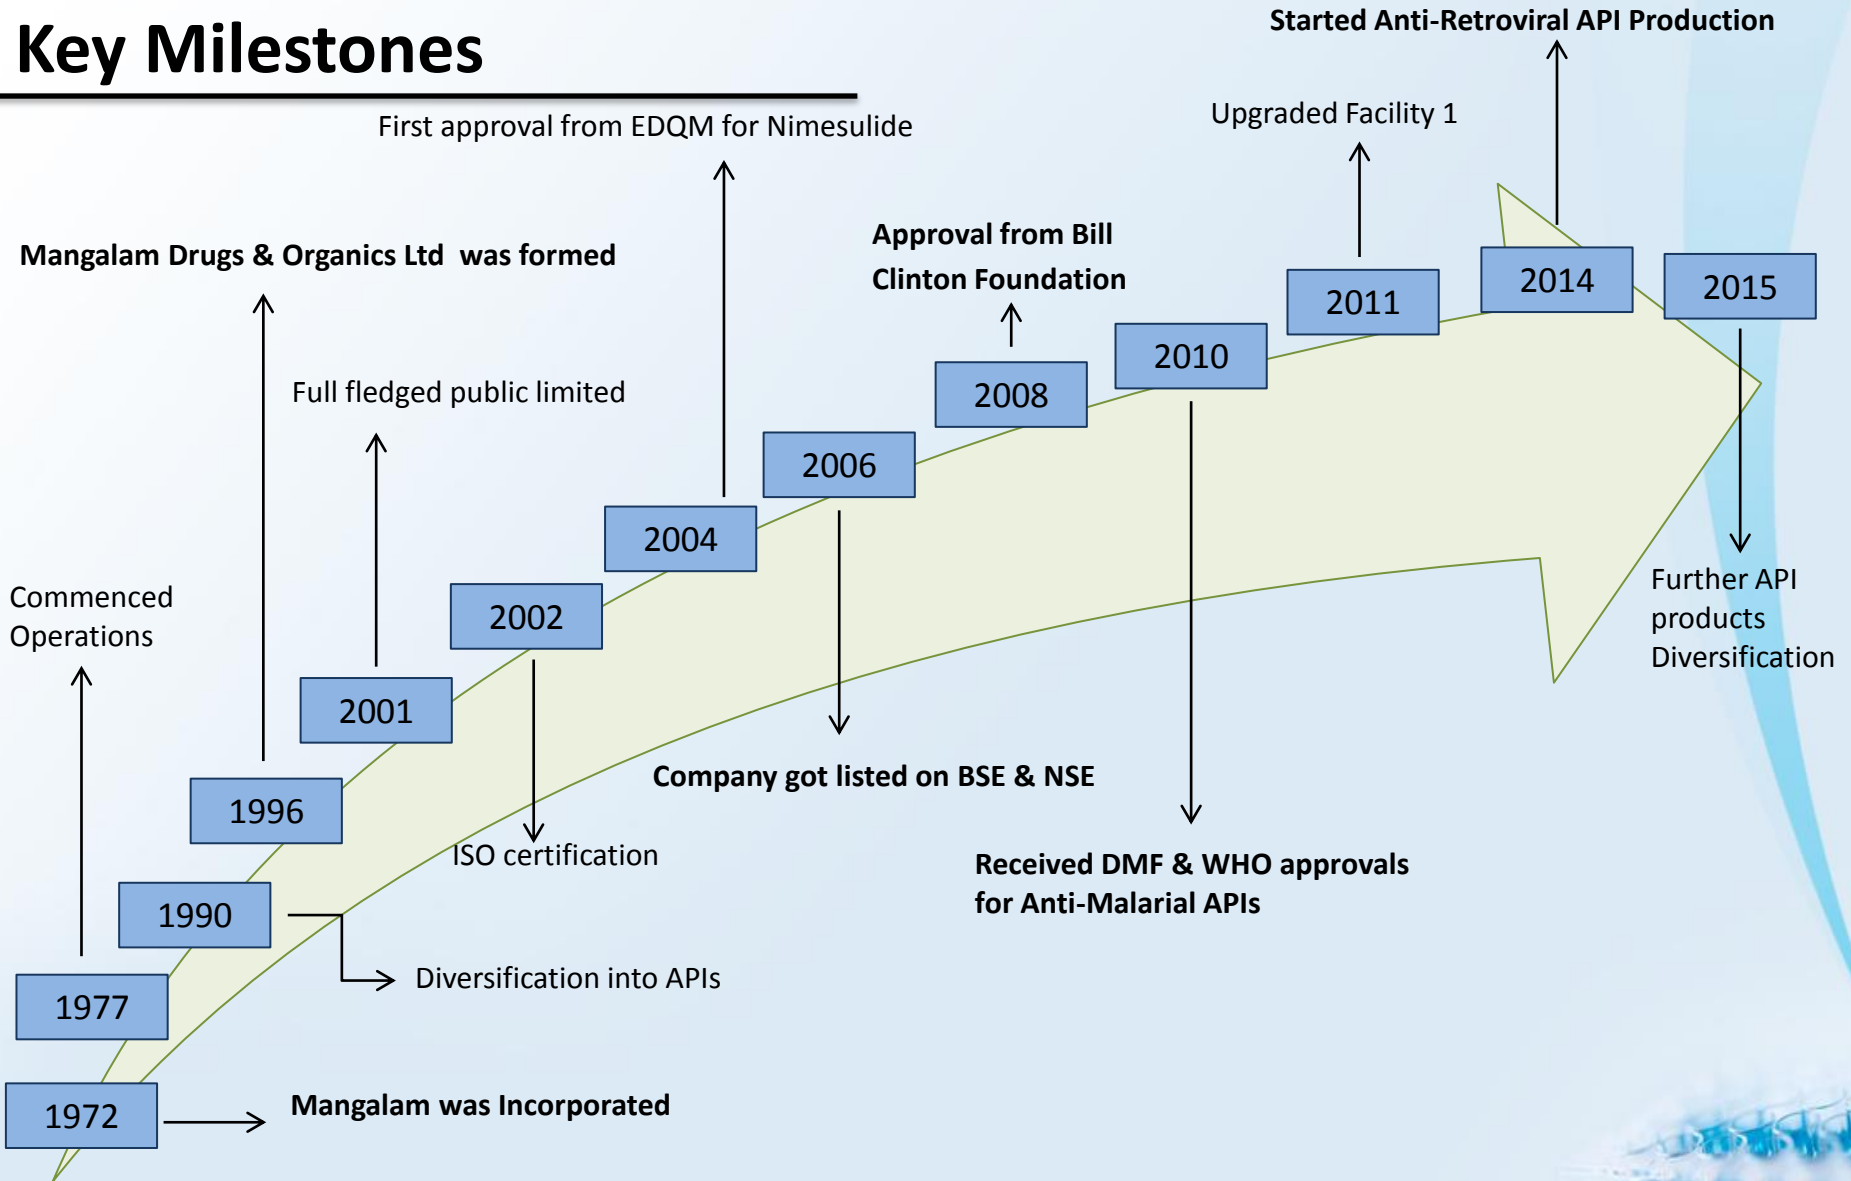 Key Milestones
Started Anti-Retroviral API Production
First approval from EDQM for Nimesulide
Upgraded Facility 1
Mangalam Drugs & Organics Ltd was formed
Approval from Bill
Clinton Foundation
2014
2015
2011
2010
Full fledged public limited
2008
2006
2004
Further API
products
Diversification
Commenced
Operations
2002
2001
Company got listed on BSE & NSE
1996
ISO certification
Received DMF & WHO approvals
for Anti-Malarial APIs
1990
Diversification into APIs
1977
Mangalam was Incorporated
1972